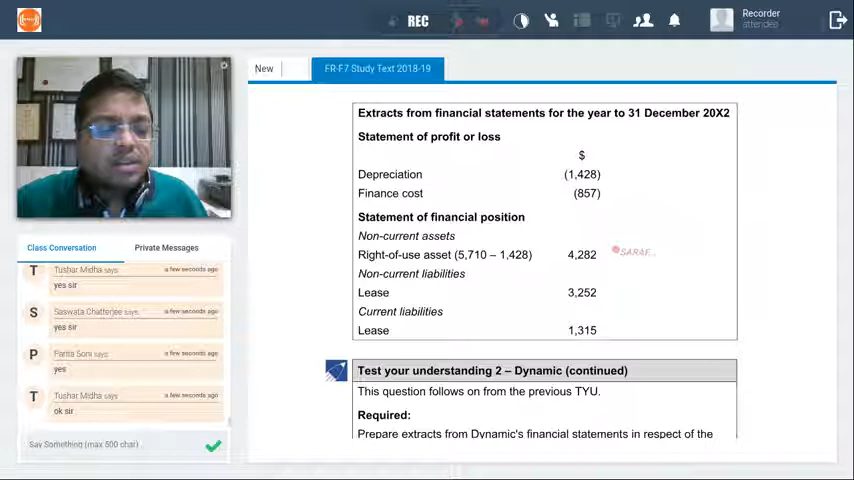 REC
Recorder
attendee
New
FR-F7 Study Text 2018-19
Extracts from financial statements for the year to 31 December 20X2
Statement of profit or loss
$
Depreciation (1,428)
Finance cost (857)
Statement of financial position
Non-current assets
Right-of-use asset (5,710 – 1,428) 4,282
SARAF...
Non-current liabilities
Lease 3,252
Current liabilities
Lease 1,315
Test your understanding 2 – Dynamic (continued)
This question follows on from the previous TYU.
Required:
Prepare extracts from Dynamic's financial statements in respect of the
Class Conversation Private Messages
T Tushar Midha says: a few seconds ago
yes sir
S Saswata Chatterjee says: a few seconds ago
yes sir
P Parita Soni says: a few seconds ago
yes
T Tushar Midha says a few seconds ago
ok sir
Say Something (max 500 char)